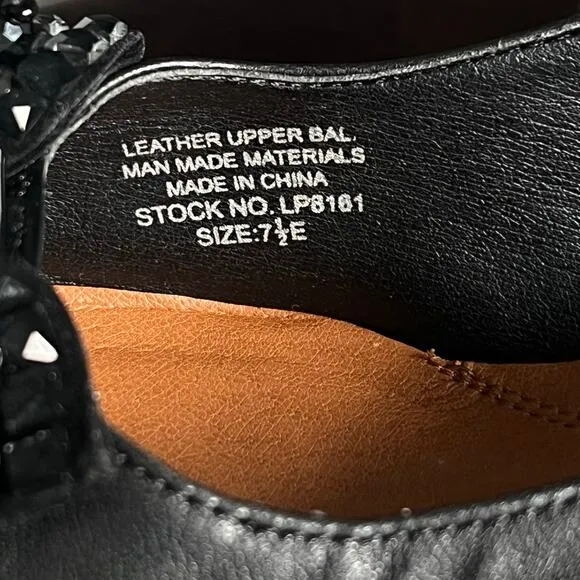 LEATHER UPPER BAL.
MAN MADE MATERIALS
MADE IN CHINA
STOCK NO. LP8161
SIZE:7½E